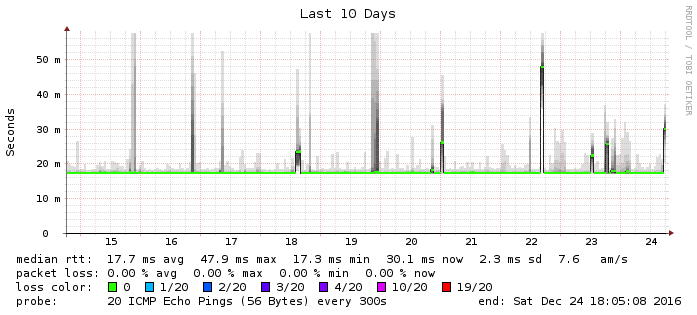 Last 10 Days
RRDTOOL / TOBI OETIKER
Seconds
50 m
40 m
30 m
20 m
10 m
0
15 16 17 18 19 20 21 22 23 24
median rtt: 17.7 ms avg 47.9 ms max 17.3 ms min 30.1 ms now 2.3 ms sd 7.6 am/s
packet loss: 0.00 % avg 0.00 % max 0.00 % min 0.00 % now
loss color: 0 1/20 2/20 3/20 4/20 10/20 19/20
probe: 20 ICMP Echo Pings (56 Bytes) every 300s end: Sat Dec 24 18:05:08 2016